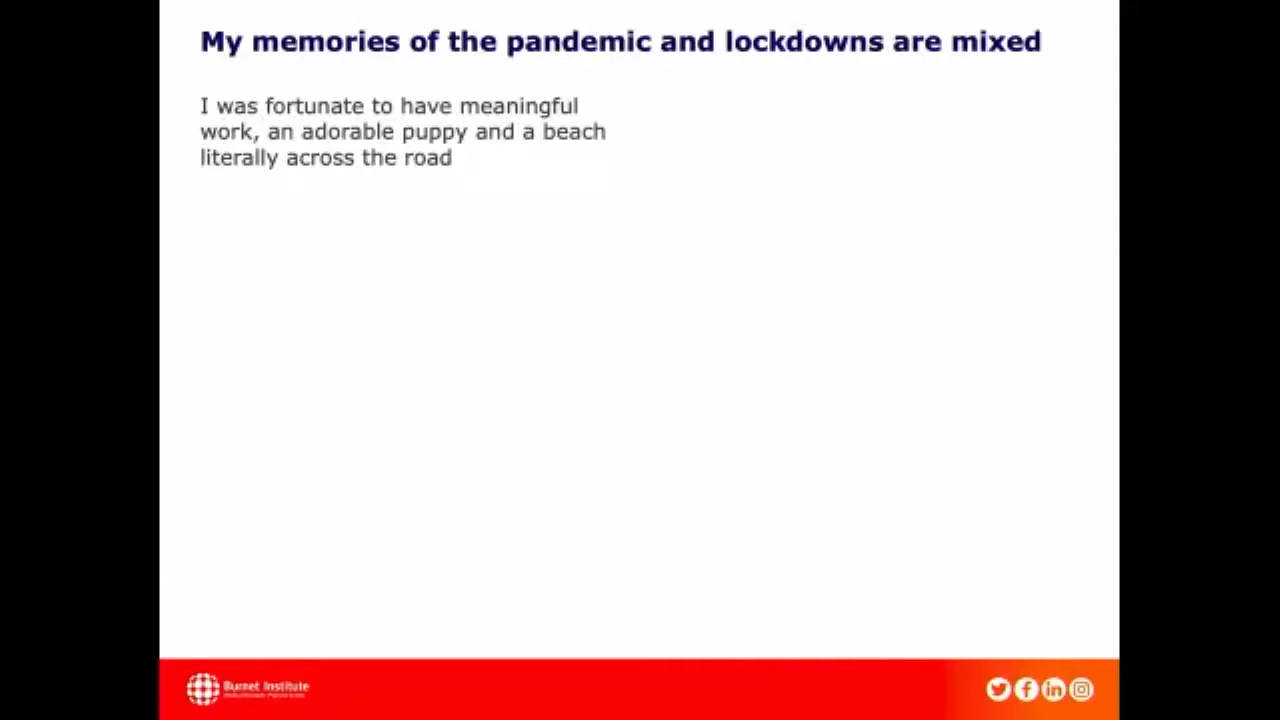 My memories of the pandemic and lockdowns are mixed
I was fortunate to have meaningful
work, an adorable puppy and a beach
literally across the road
Burnet Institute